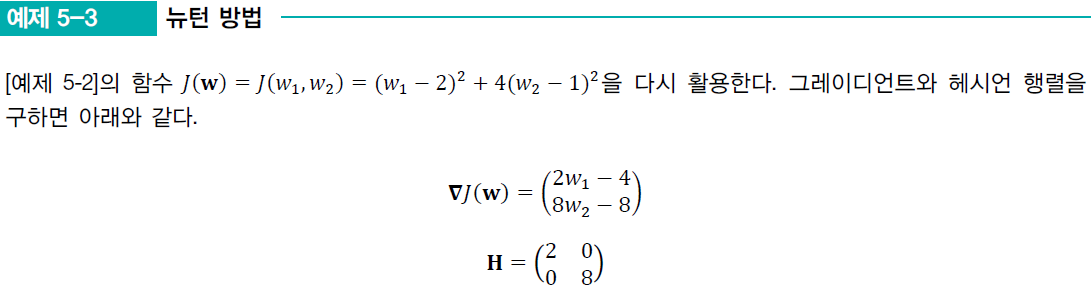 예제 5–3 뉴턴 방법
[예제 5-2]의 함수 J(𝐰) = J(w₁, w₂) = (w₁ − 2)² + 4(w₂ − 1)²을 다시 활용한다. 그레이디언트와 헤시언 행렬을
구하면 아래와 같다.
𝛁J(𝐰) = (2w₁ − 4
8w₂ − 8)
𝐇 = (2 0
0 8)